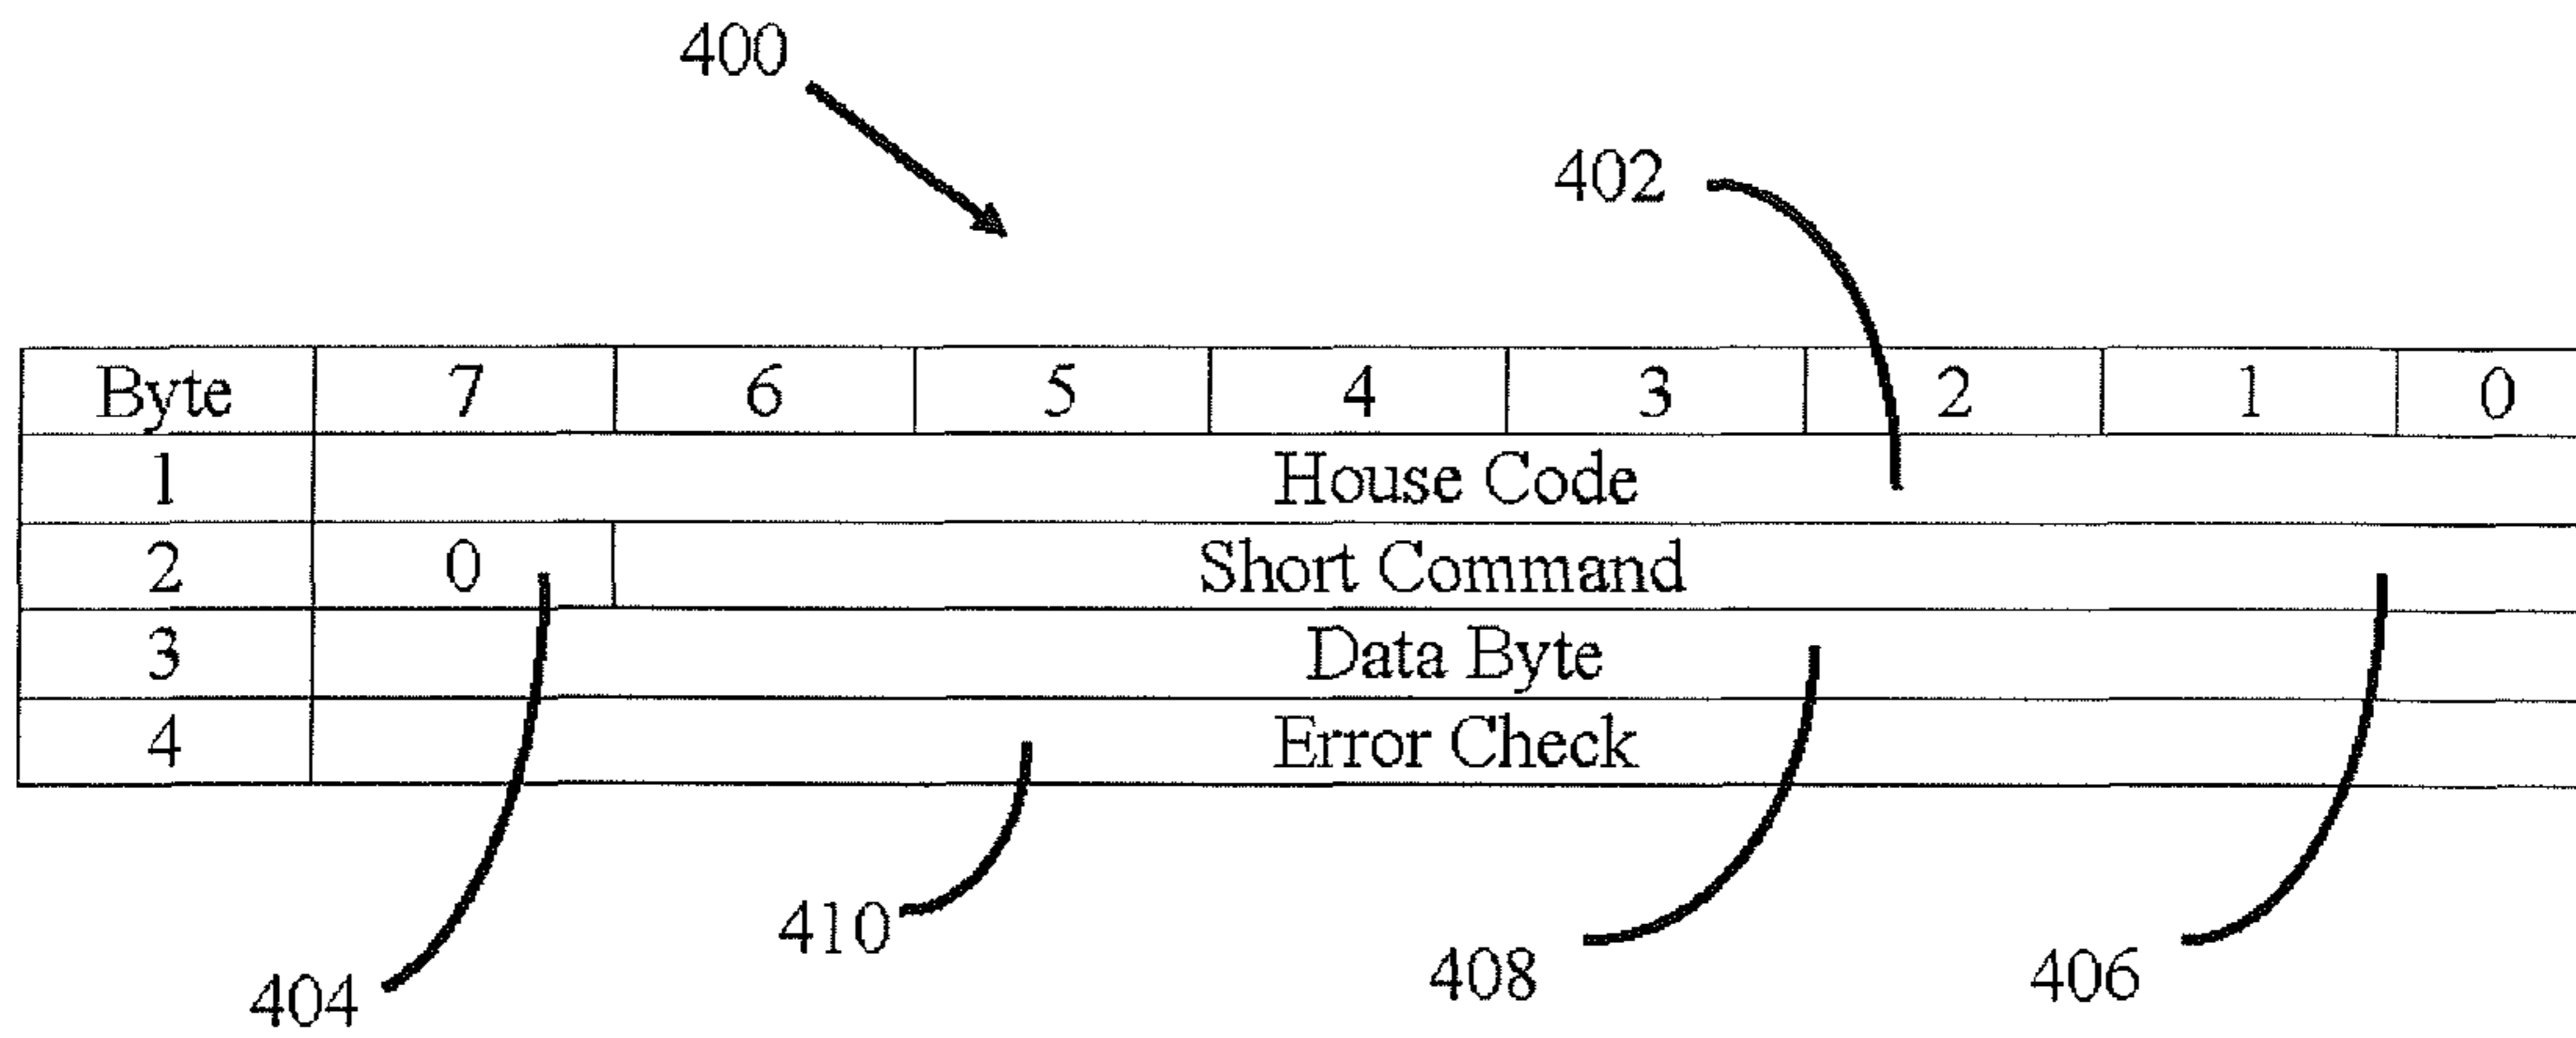 400
402
Byte 7 6 5 4 3 2 1 0
1 House Code
2 0 Short Command
3 Data Byte
4 Error Check
410
408
406
404